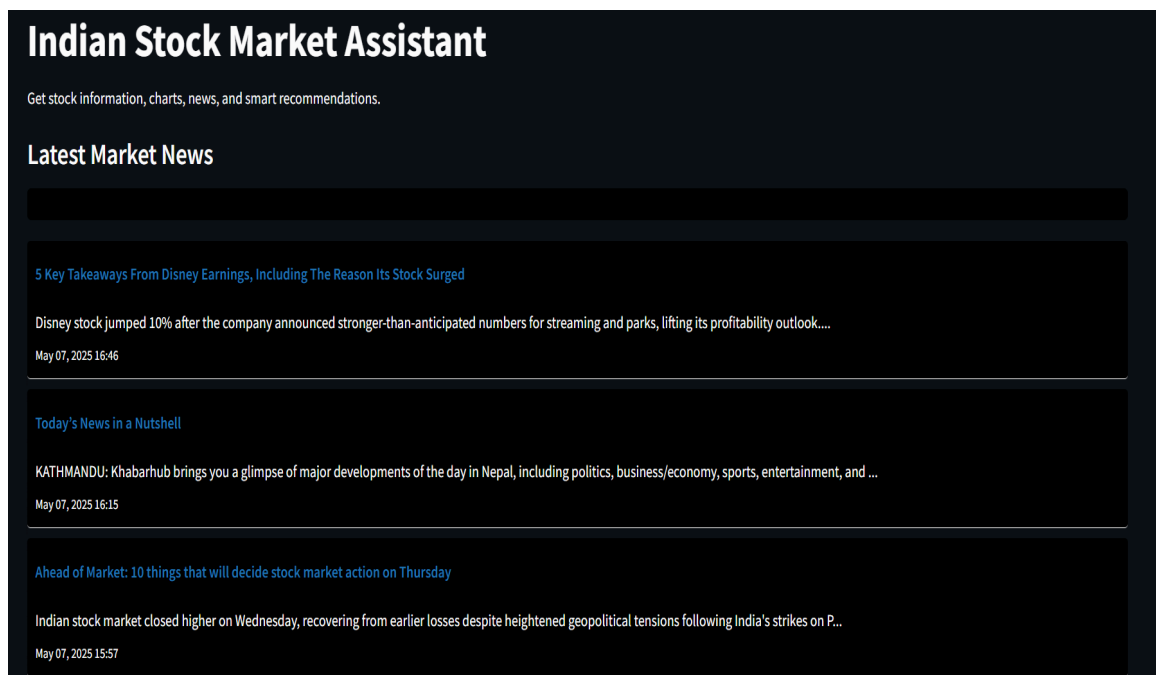 Indian Stock Market Assistant
Get stock information, charts, news, and smart recommendations.
Latest Market News
5 Key Takeaways From Disney Earnings, Including The Reason Its Stock Surged
Disney stock jumped 10% after the company announced stronger-than-anticipated numbers for streaming and parks, lifting its profitability outlook....
May 07, 2025 16:46
Today's News in a Nutshell
KATHMANDU: Khabarhub brings you a glimpse of major developments of the day in Nepal, including politics, business/economy, sports, entertainment, and ...
May 07, 2025 16:15
Ahead of Market: 10 things that will decide stock market action on Thursday
Indian stock market closed higher on Wednesday, recovering from earlier losses despite heightened geopolitical tensions following India's strikes on P...
May 07, 2025 15:57